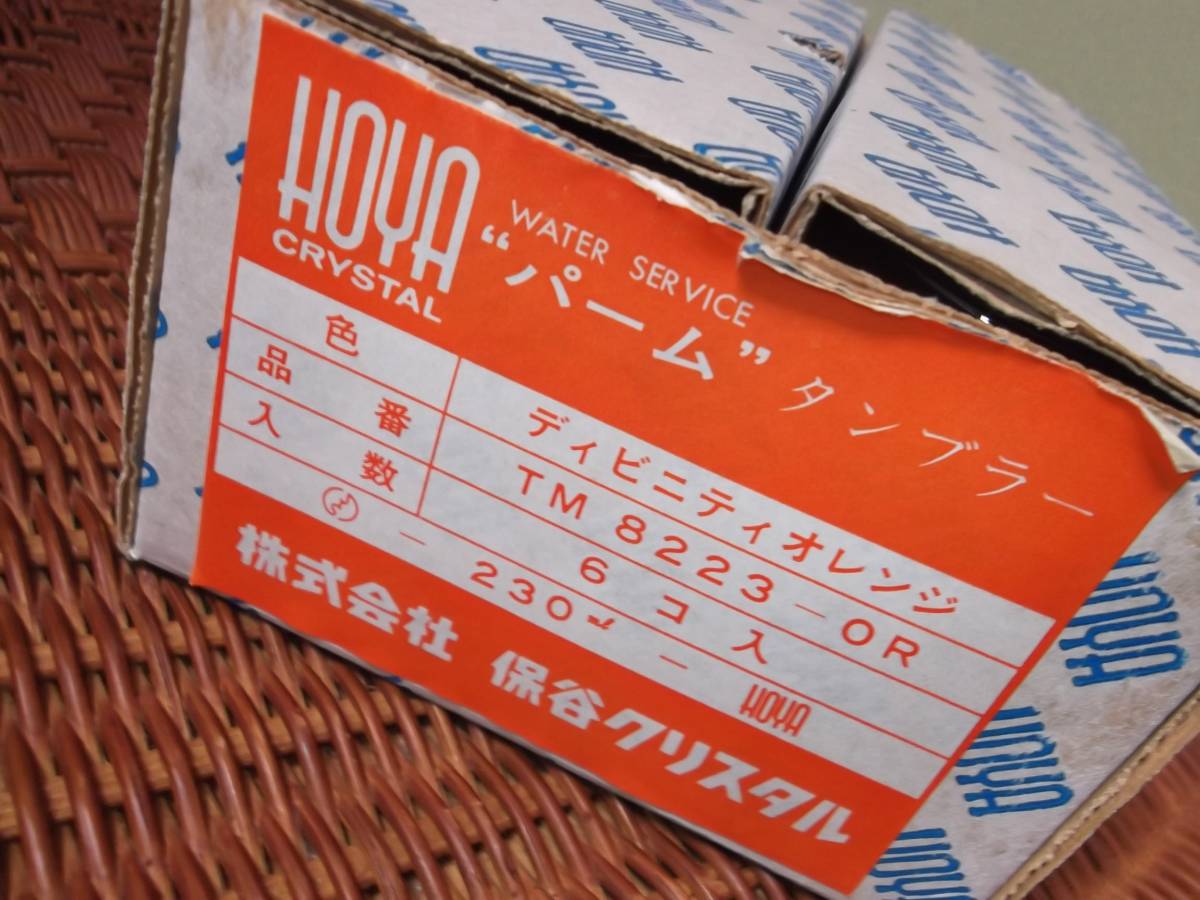 HOYA
CRYSTAL
WATER SERVICE
“パーム” タンブラー
色 ディビニティオレンジ
品番 TM 8223-OR
入数 6コ入
- 230ml - HOYA
株式会社 保谷クリスタル